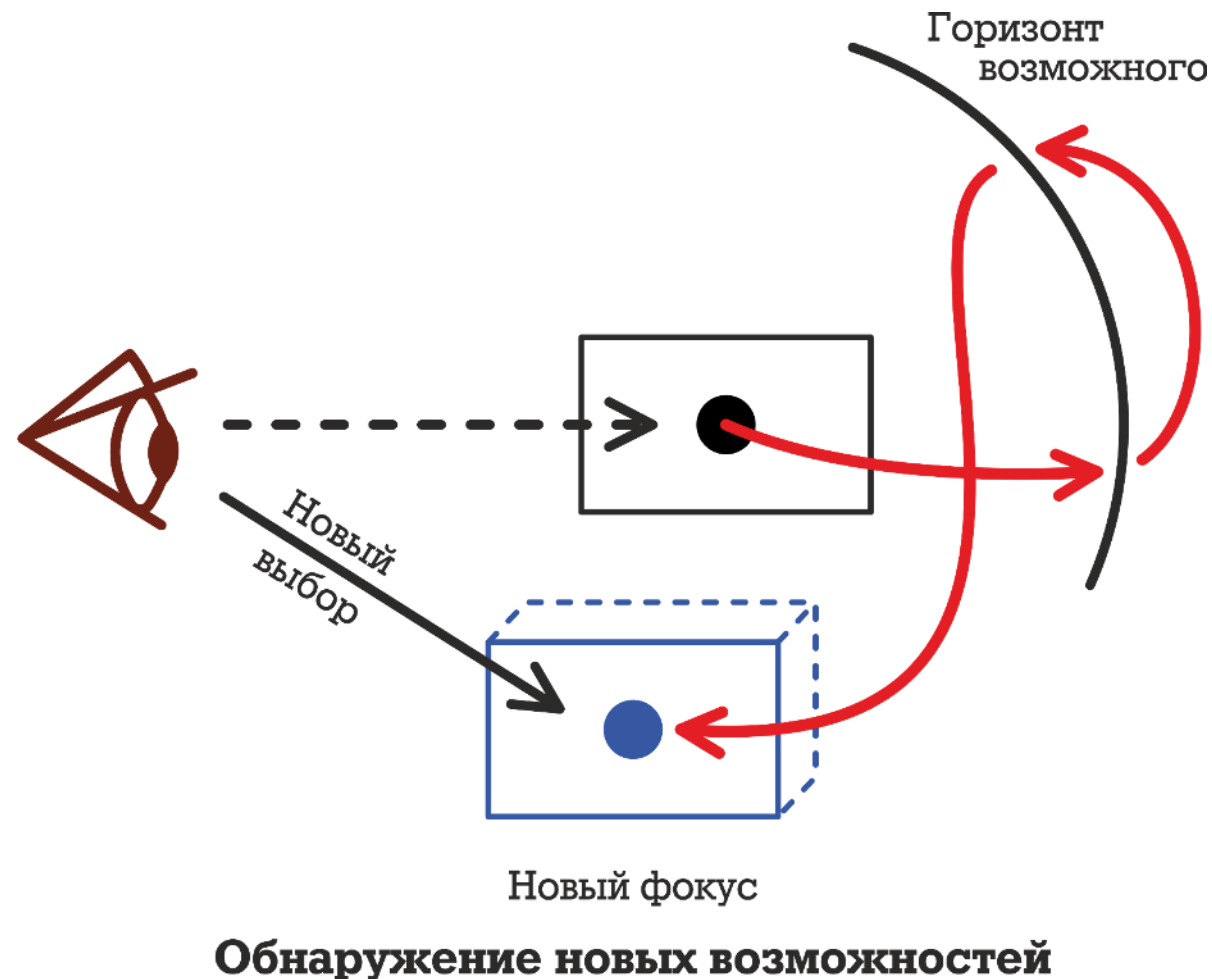 Горизонт
возможного
Новый
выбор
Новый фокус
Обнаружение новых возможностей